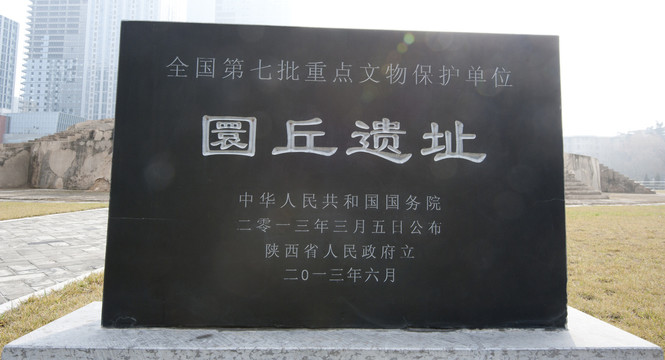 全国第七批重点文物保护单位
圜丘遗址
中华人民共和国国务院
二零一三年三月五日公布
陕西省人民政府立
二0一三年六月